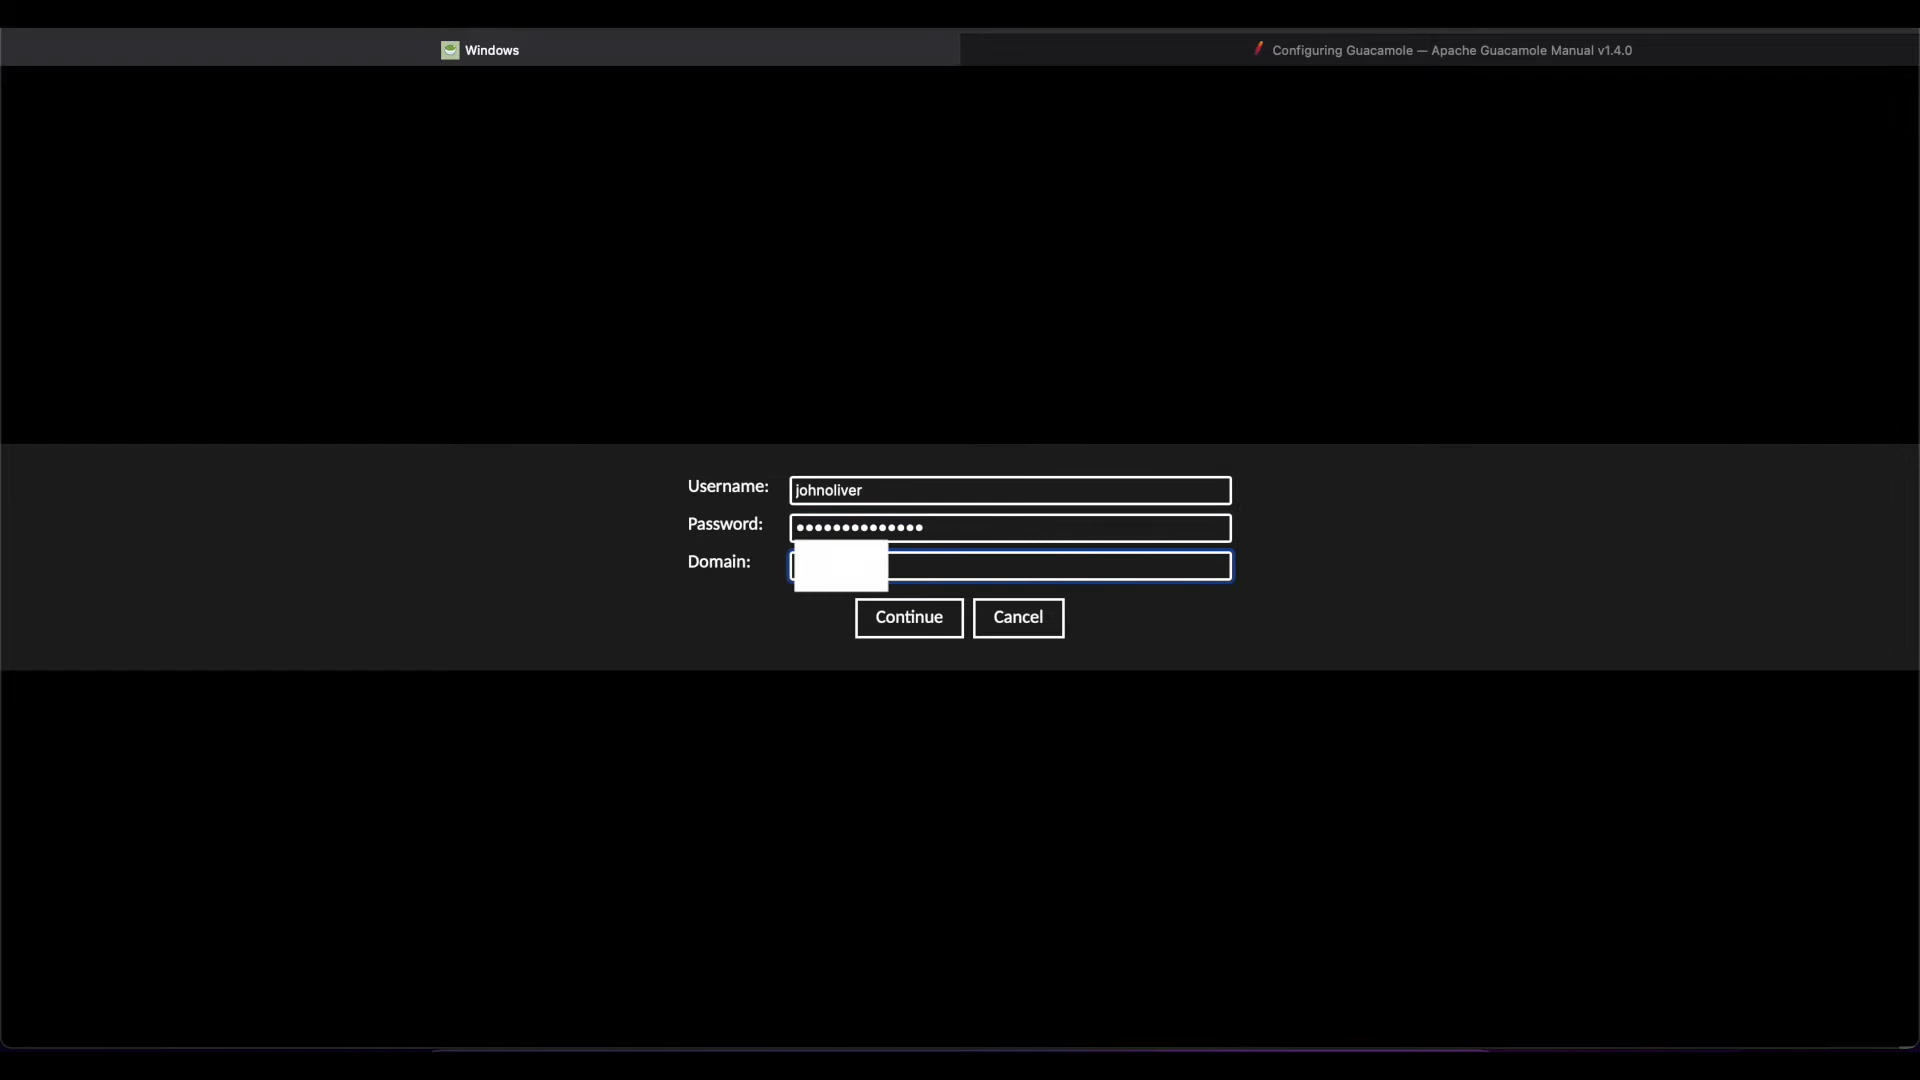 Windows
Configuring Guacamole — Apache Guacamole Manual v1.4.0
Username: johnoliver
Password: ••••••••••••••
Domain:
Continue Cancel